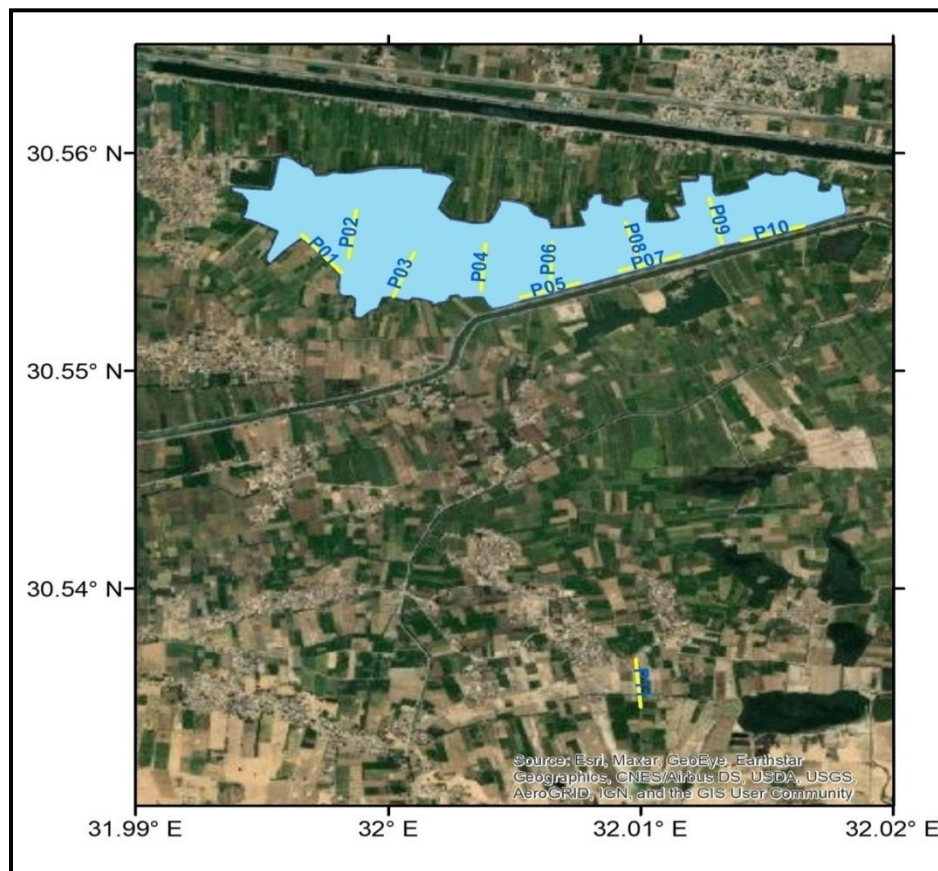 30.56° N
30.55° N
30.54° N
P01
P02
P03
P04
P05
P06
P07
P08
P09
P10
Source: Esri, Maxar, GeoEye, Earthstar
Geographics, CNES/Airbus DS, USDA, USGS,
AeroGRID, IGN, and the GIS User Community
31.99° E
32° E
32.01° E
32.02° E